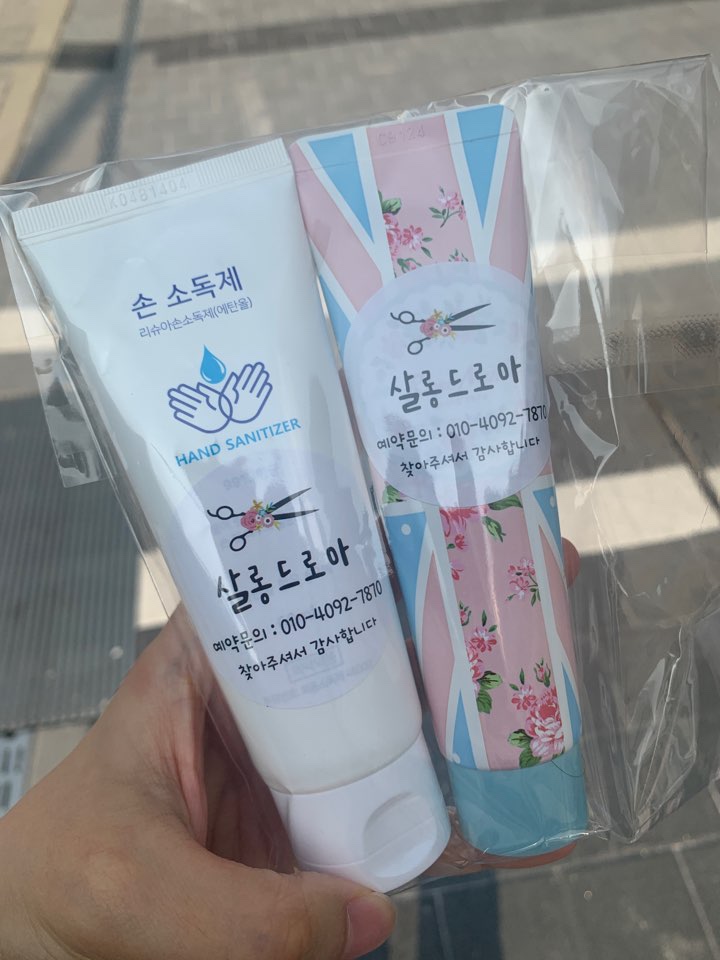 K0481404
손 소독제
리슈아손소독제(에탄올)
HAND SANITIZER
살롱드로아
예약문의 : 010-4092-7870
찾아주셔서 감사합니다
살롱드로아
예약문의 : 010-4092-7870
찾아주셔서 감사합니다